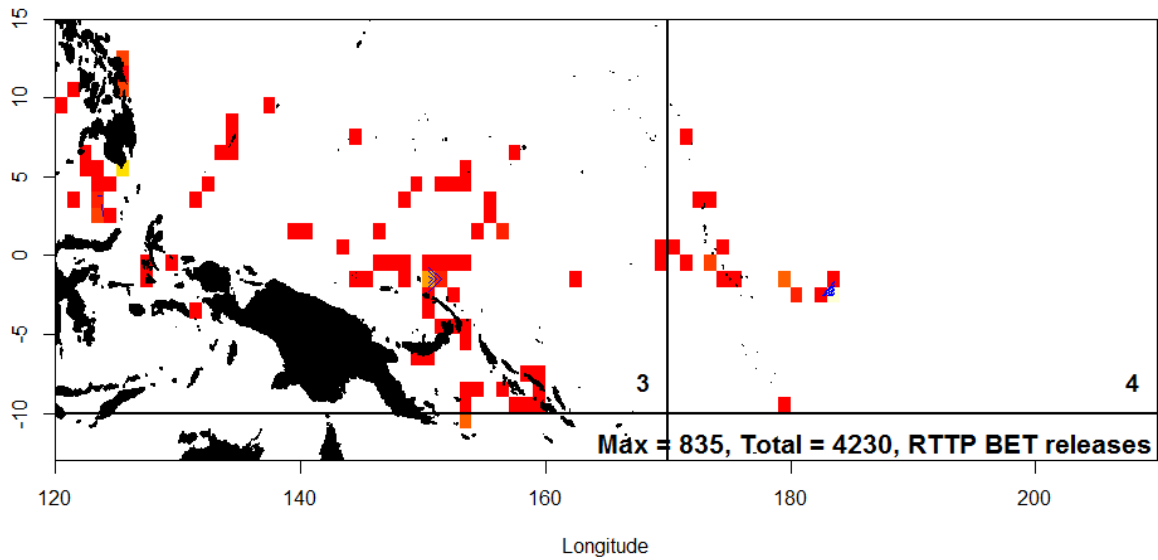 15
10
5
0
-5
-10
3
4
Max = 835, Total = 4230, RTTP BET releases
120 140 160 180 200
Longitude